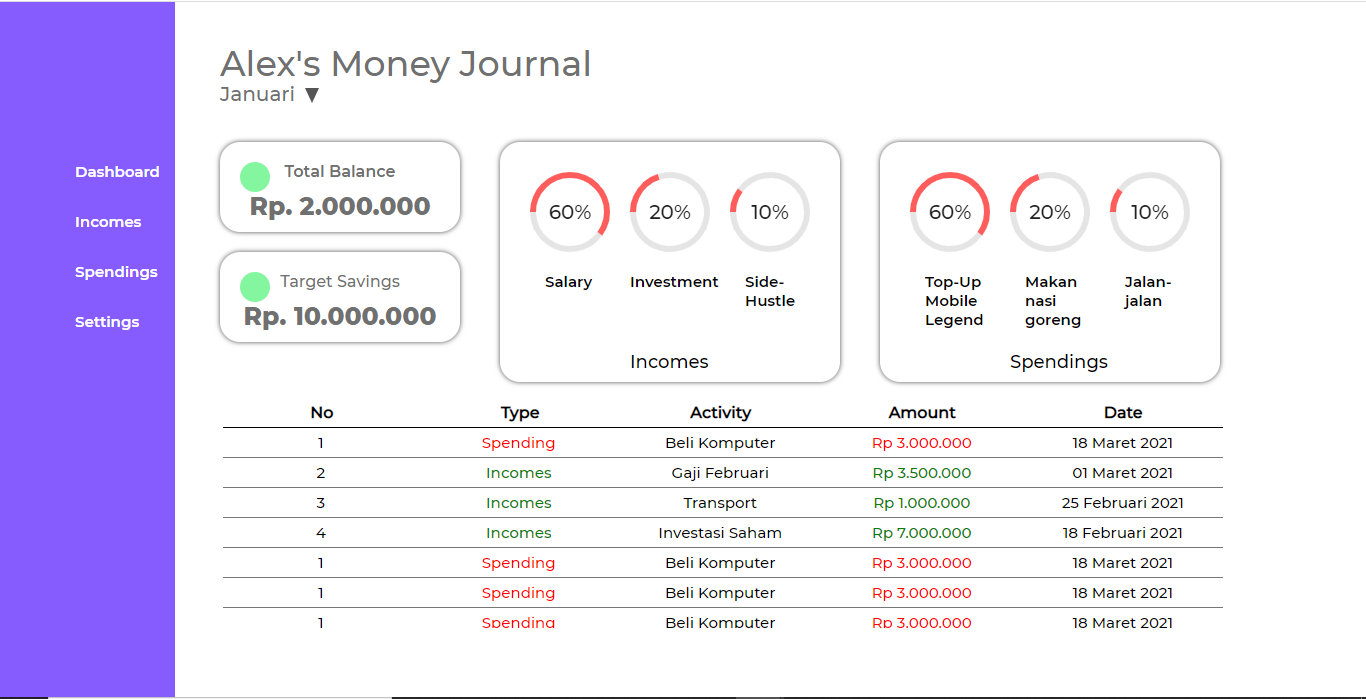 Alex's Money Journal
Januari ▼
Dashboard
Incomes
Spendings
Settings
Total Balance
Rp. 2.000.000
Target Savings
Rp. 10.000.000
60% 20% 10%
Salary Investment Side-
Hustle
Incomes
60% 20% 10%
Top-Up Makan Jalan-
Mobile nasi jalan
Legend goreng
Spendings
No Type Activity Amount Date
1 Spending Beli Komputer Rp 3.000.000 18 Maret 2021
2 Incomes Gaji Februari Rp 3.500.000 01 Maret 2021
3 Incomes Transport Rp 1.000.000 25 Februari 2021
4 Incomes Investasi Saham Rp 7.000.000 18 Februari 2021
1 Spending Beli Komputer Rp 3.000.000 18 Maret 2021
1 Spending Beli Komputer Rp 3.000.000 18 Maret 2021
1 Spending Beli Komputer Rp 3.000.000 18 Maret 2021